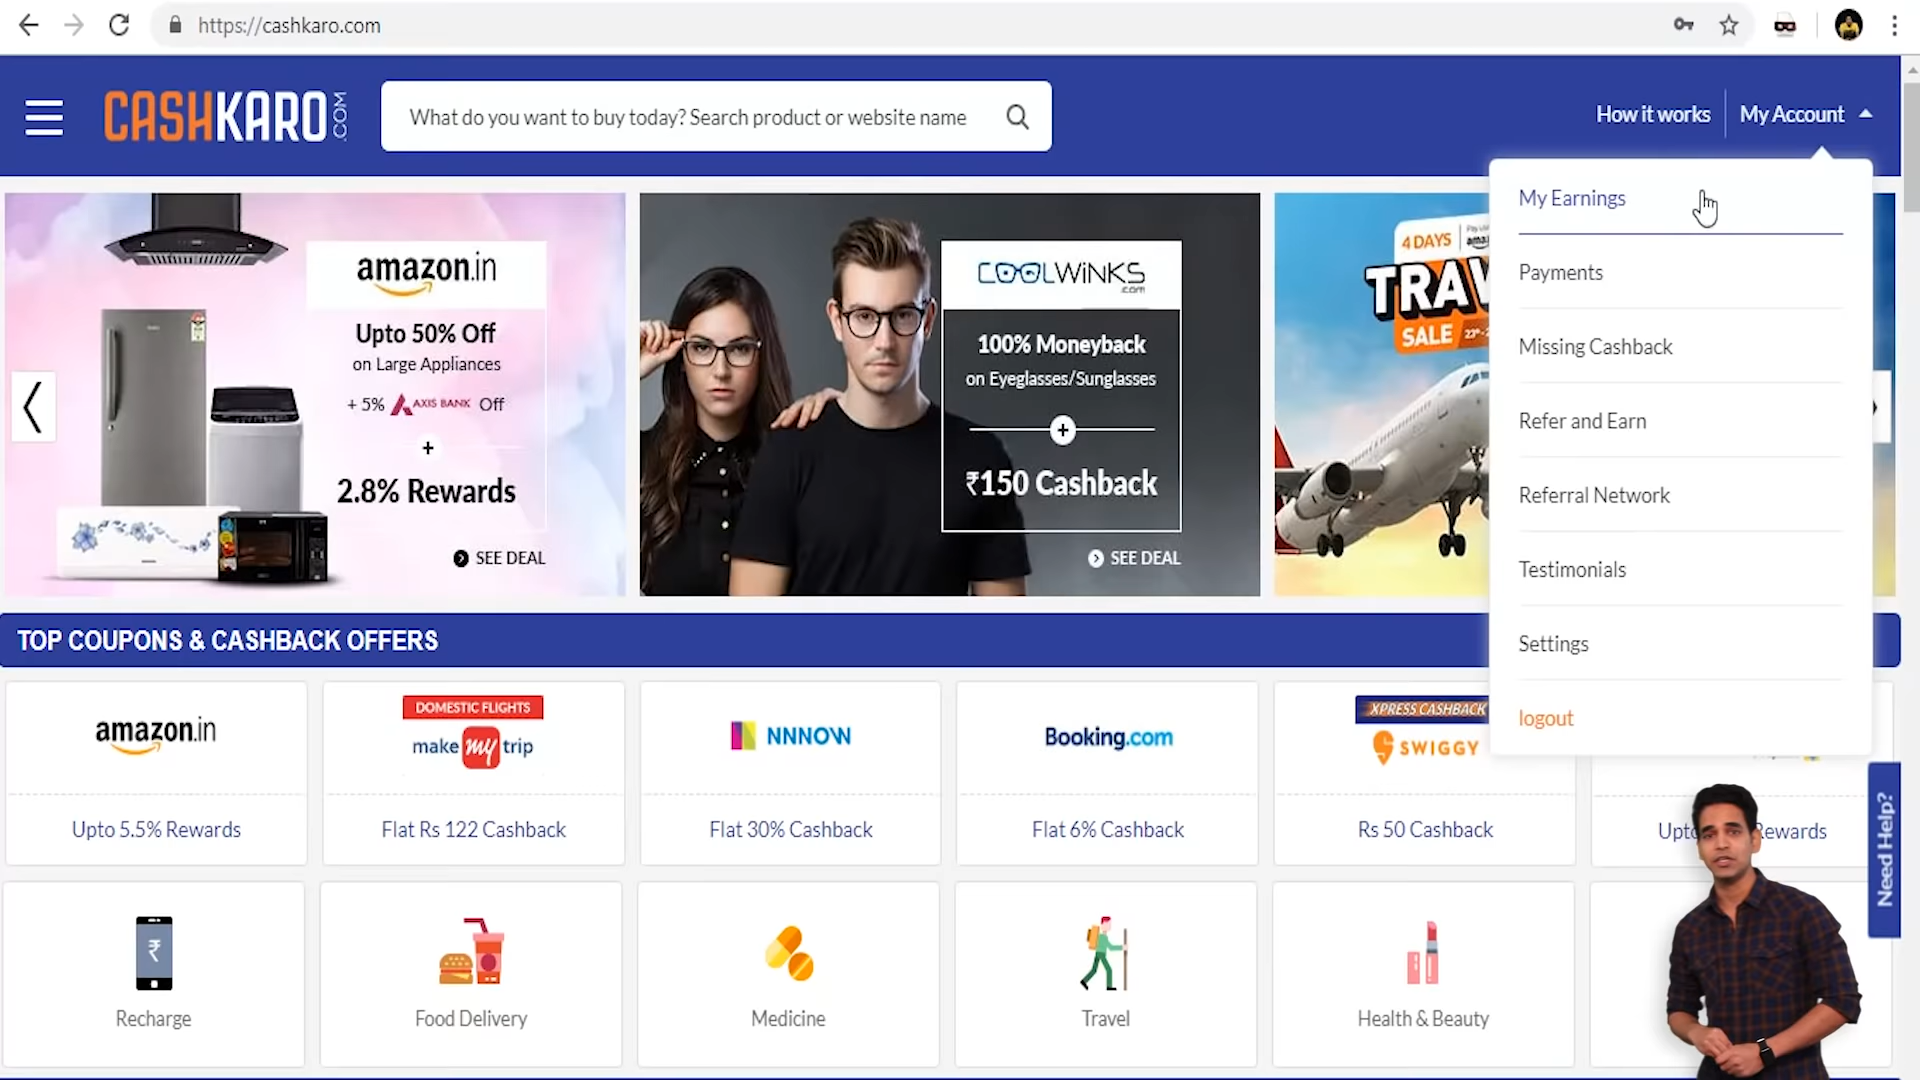 https://cashkaro.com
CASHKARO.COM
What do you want to buy today? Search product or website name
How it works
My Account
My Earnings
Payments
Missing Cashback
Refer and Earn
Referral Network
Testimonials
Settings
logout
amazon.in
Upto 50% Off
on Large Appliances
+ 5% AXIS BANK Off
+
2.8% Rewards
SEE DEAL
COOLWINKS
.com
100% Moneyback
on Eyeglasses/Sunglasses
+
₹150 Cashback
SEE DEAL
4 DAYS
SALE
TOP COUPONS & CASHBACK OFFERS
amazon.in
Upto 5.5% Rewards
DOMESTIC FLIGHTS
make my trip
Flat Rs 122 Cashback
NNNOW
Flat 30% Cashback
Booking.com
Flat 6% Cashback
XPRESS CASHBACK
SWIGGY
Rs 50 Cashback
Rewards
Need Help?
₹
Recharge
Food Delivery
Medicine
Travel
Health & Beauty